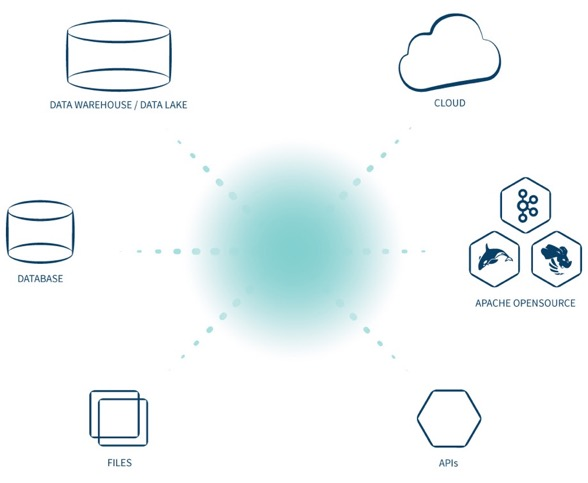 DATA WAREHOUSE / DATA LAKE
CLOUD
DATABASE
APACHE OPENSOURCE
FILES
APIs